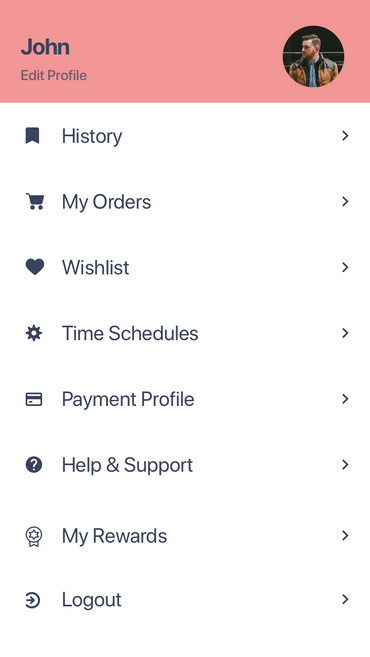 John
Edit Profile
History
My Orders
Wishlist
Time Schedules
Payment Profile
Help & Support
My Rewards
Logout